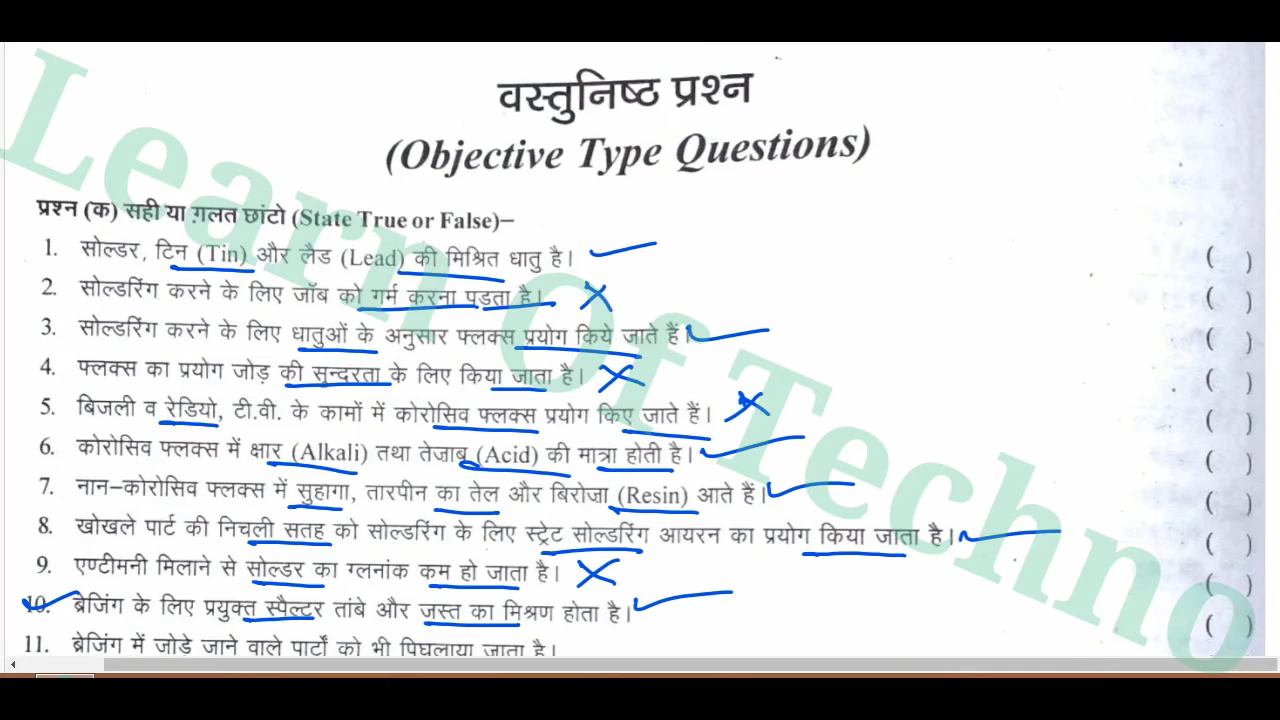 वस्तुनिष्ठ प्रश्न
(Objective Type Questions)
प्रश्न (क) सही या ग़लत छांटो (State True or False)–
1. सोल्डर, टिन (Tin) और लैड (Lead) की मिश्रित धातु है। ( )
2. सोल्डरिंग करने के लिए जॉब को गर्म करना पड़ता है। ( )
3. सोल्डरिंग करने के लिए धातुओं के अनुसार फ्लक्स प्रयोग किये जाते हैं। ( )
4. फ्लक्स का प्रयोग जोड़ की सुन्दरता के लिए किया जाता है। ( )
5. बिजली व रेडियो, टी.वी. के कामों में कोरोसिव फ्लक्स प्रयोग किए जाते हैं। ( )
6. कोरोसिव फ्लक्स में क्षार (Alkali) तथा तेजाब (Acid) की मात्रा होती है। ( )
7. नान-कोरोसिव फ्लक्स में सुहागा, तारपीन का तेल और बिरोजा (Resin) आते हैं। ( )
8. खोखले पार्ट की निचली सतह को सोल्डरिंग के लिए स्ट्रेट सोल्डरिंग आयरन का प्रयोग किया जाता है। ( )
9. एण्टीमनी मिलाने से सोल्डर का ग्लनांक कम हो जाता है। ( )
10. ब्रेजिंग के लिए प्रयुक्त स्पैल्टर तांबे और जस्त का मिश्रण होता है। ( )
11. ब्रेजिंग में जोड़े जाने वाले पार्टों को भी पिघलाया जाता है।
Learn Of Techno